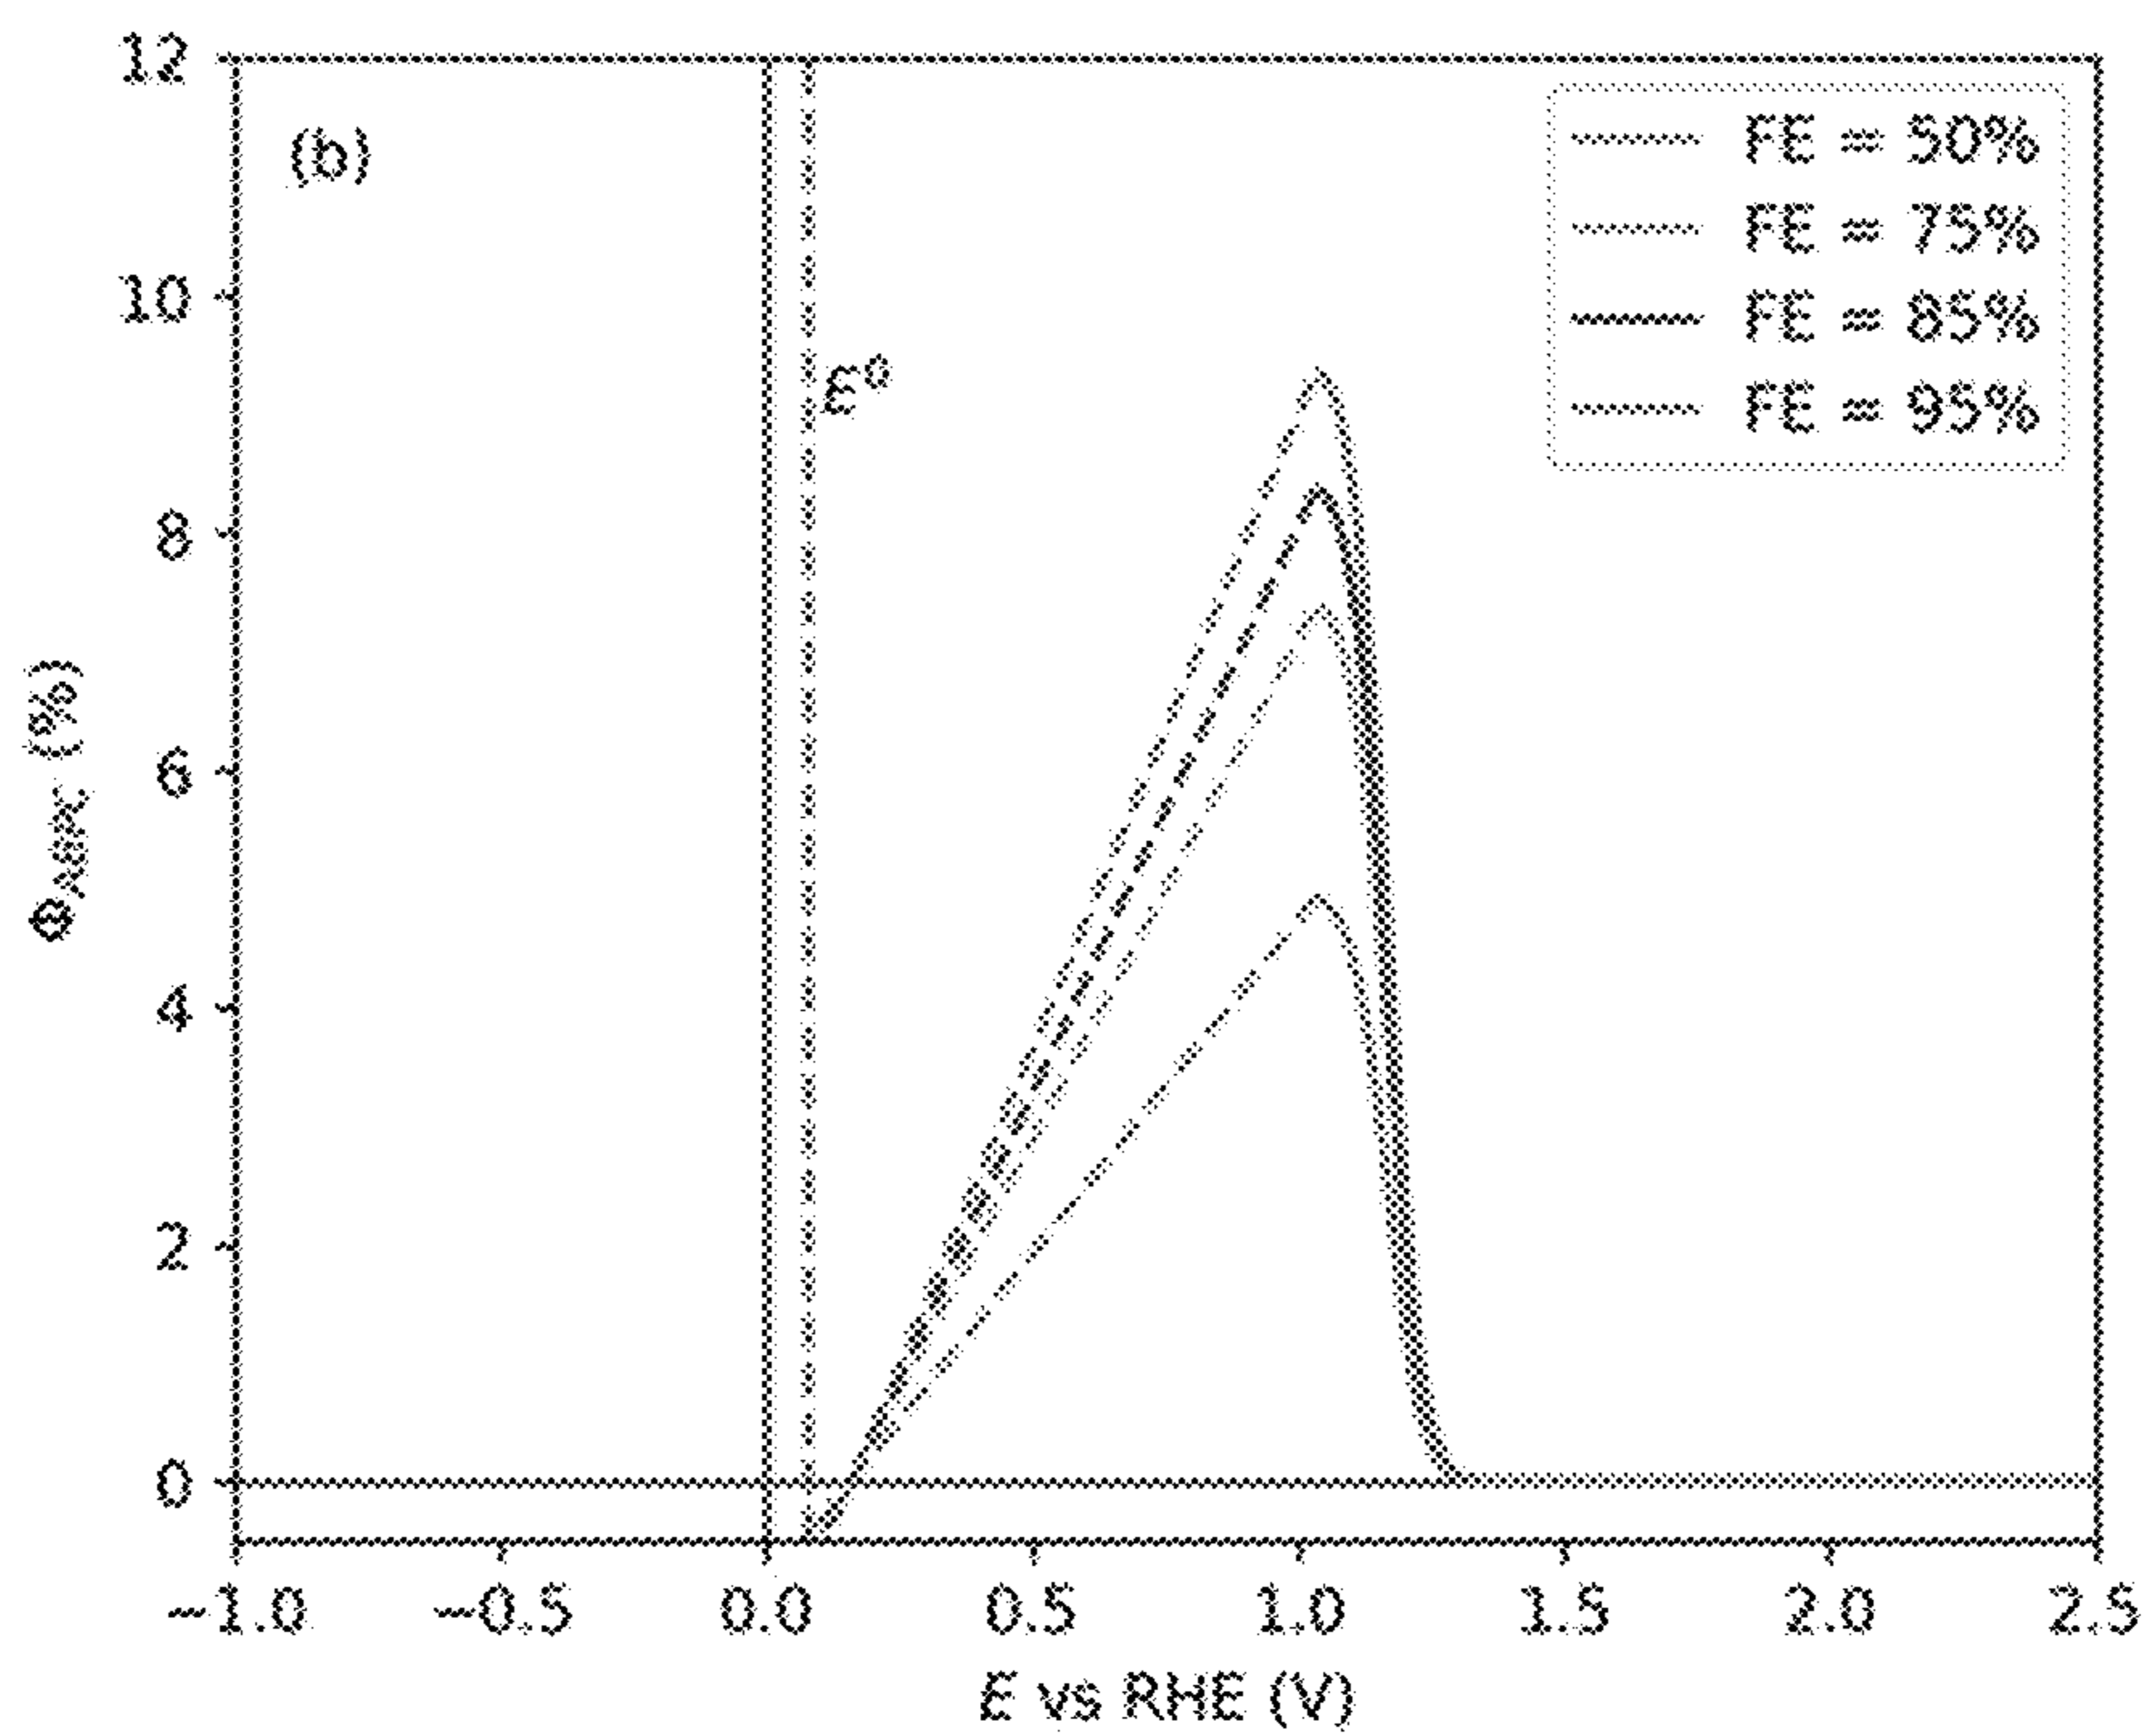 12
(b)
FE = 50%
FE = 75%
FE = 85%
FE = 95%
10
ε⁰
8
6
4
2
0
(%)
−1.0 −0.5 0.0 0.5 1.0 1.5 2.0 2.5
E vs RHE (V)